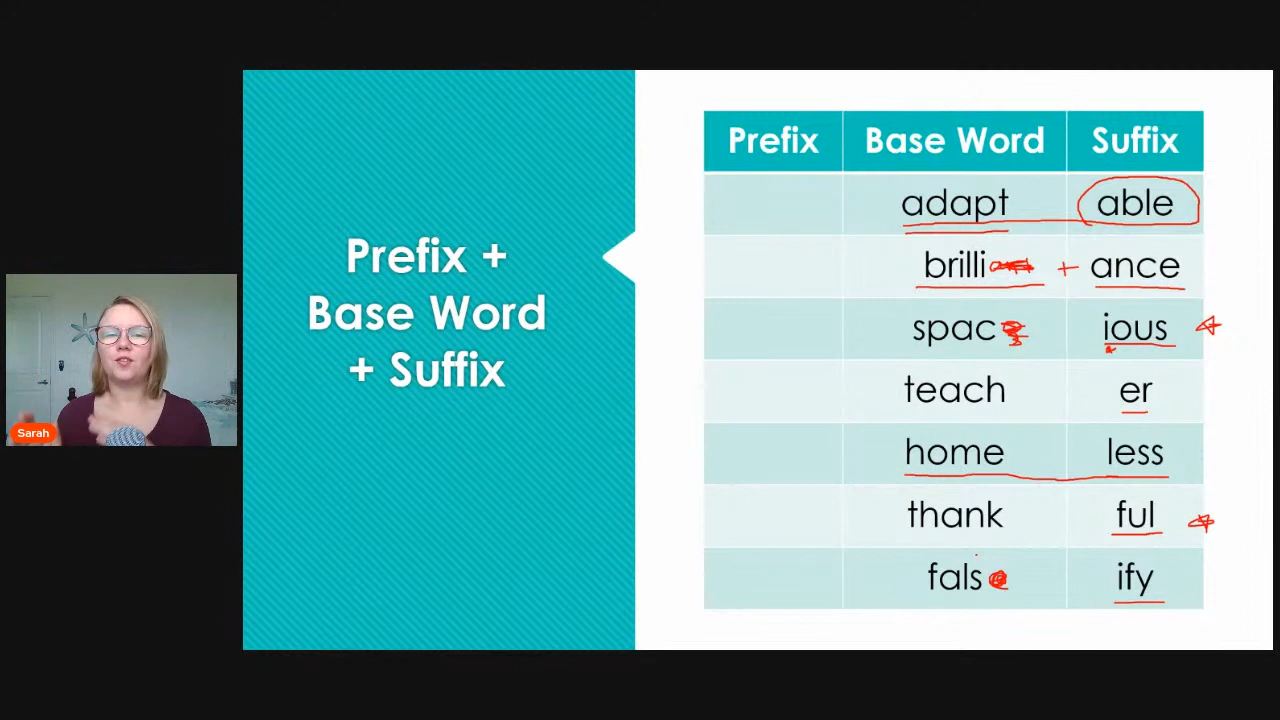 Prefix +
Base Word
+ Suffix
Prefix Base Word Suffix
adapt able
brilli + ance
spac ious
teach er
home less
thank ful
fals ify
Sarah